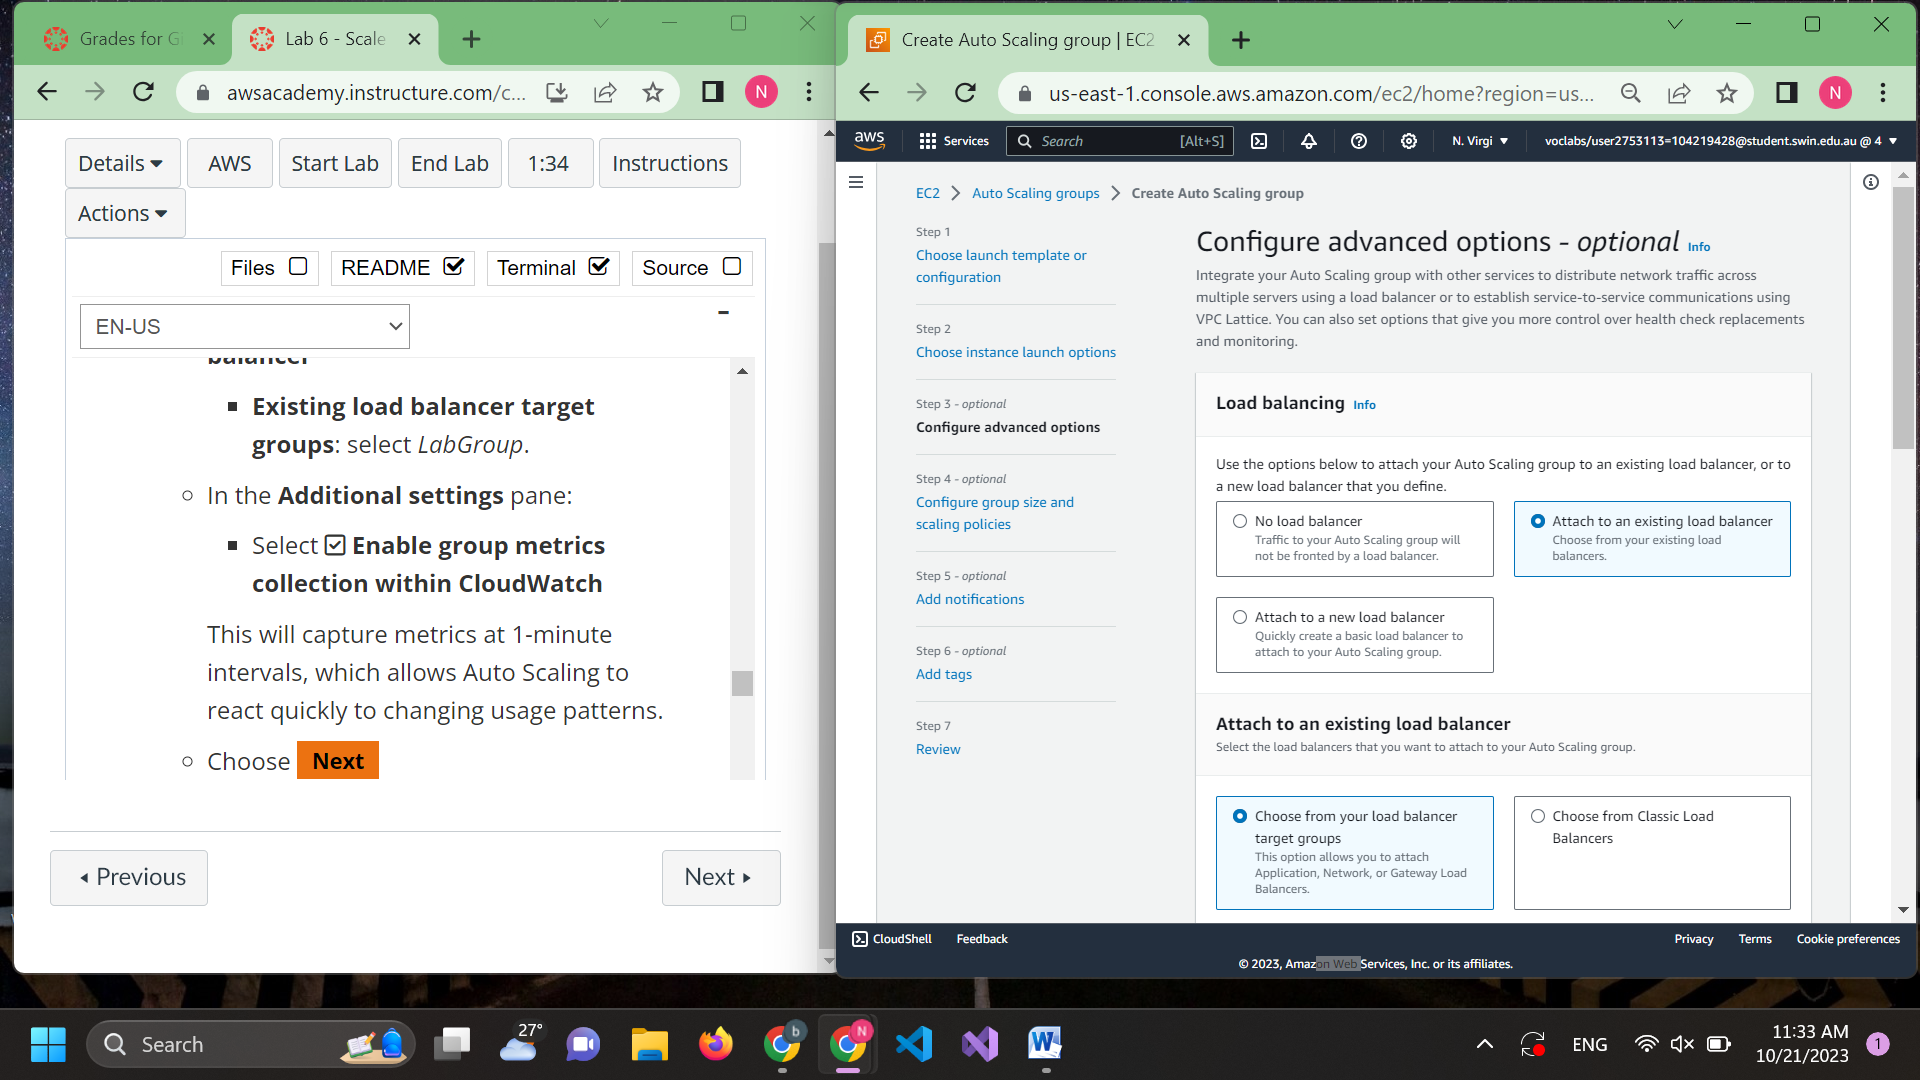 Grades for Gi
Lab 6 - Scale
awsacademy.instructure.com/c...
N
Details
AWS
Start Lab
End Lab
1:34
Instructions
Actions
Files
README
Terminal
Source
EN-US
balancer
Existing load balancer target
groups: select LabGroup.
In the Additional settings pane:
Select Enable group metrics
collection within CloudWatch
This will capture metrics at 1-minute
intervals, which allows Auto Scaling to
react quickly to changing usage patterns.
Choose Next
Previous
Next
Create Auto Scaling group | EC2
us-east-1.console.aws.amazon.com/ec2/home?region=us...
N
aws
Services
Search
[Alt+S]
N. Virgi
voclabs/user2753113=104219428@student.swin.edu.au @ 4
EC2
Auto Scaling groups
Create Auto Scaling group
Step 1
Choose launch template or
configuration
Step 2
Choose instance launch options
Step 3 - optional
Configure advanced options
Step 4 - optional
Configure group size and
scaling policies
Step 5 - optional
Add notifications
Step 6 - optional
Add tags
Step 7
Review
Configure advanced options - optional Info
Integrate your Auto Scaling group with other services to distribute network traffic across
multiple servers using a load balancer or to establish service-to-service communications using
VPC Lattice. You can also set options that give you more control over health check replacements
and monitoring.
Load balancing Info
Use the options below to attach your Auto Scaling group to an existing load balancer, or to
a new load balancer that you define.
No load balancer
Traffic to your Auto Scaling group will
not be fronted by a load balancer.
Attach to an existing load balancer
Choose from your existing load
balancers.
Attach to a new load balancer
Quickly create a basic load balancer to
attach to your Auto Scaling group.
Attach to an existing load balancer
Select the load balancers that you want to attach to your Auto Scaling group.
Choose from your load balancer
target groups
This option allows you to attach
Application, Network, or Gateway Load
Balancers.
Choose from Classic Load
Balancers
CloudShell
Feedback
Privacy
Terms
Cookie preferences
© 2023, Amazon Web Services, Inc. or its affiliates.
Search
27°
b
N
W
ENG
11:33 AM
10/21/2023
1